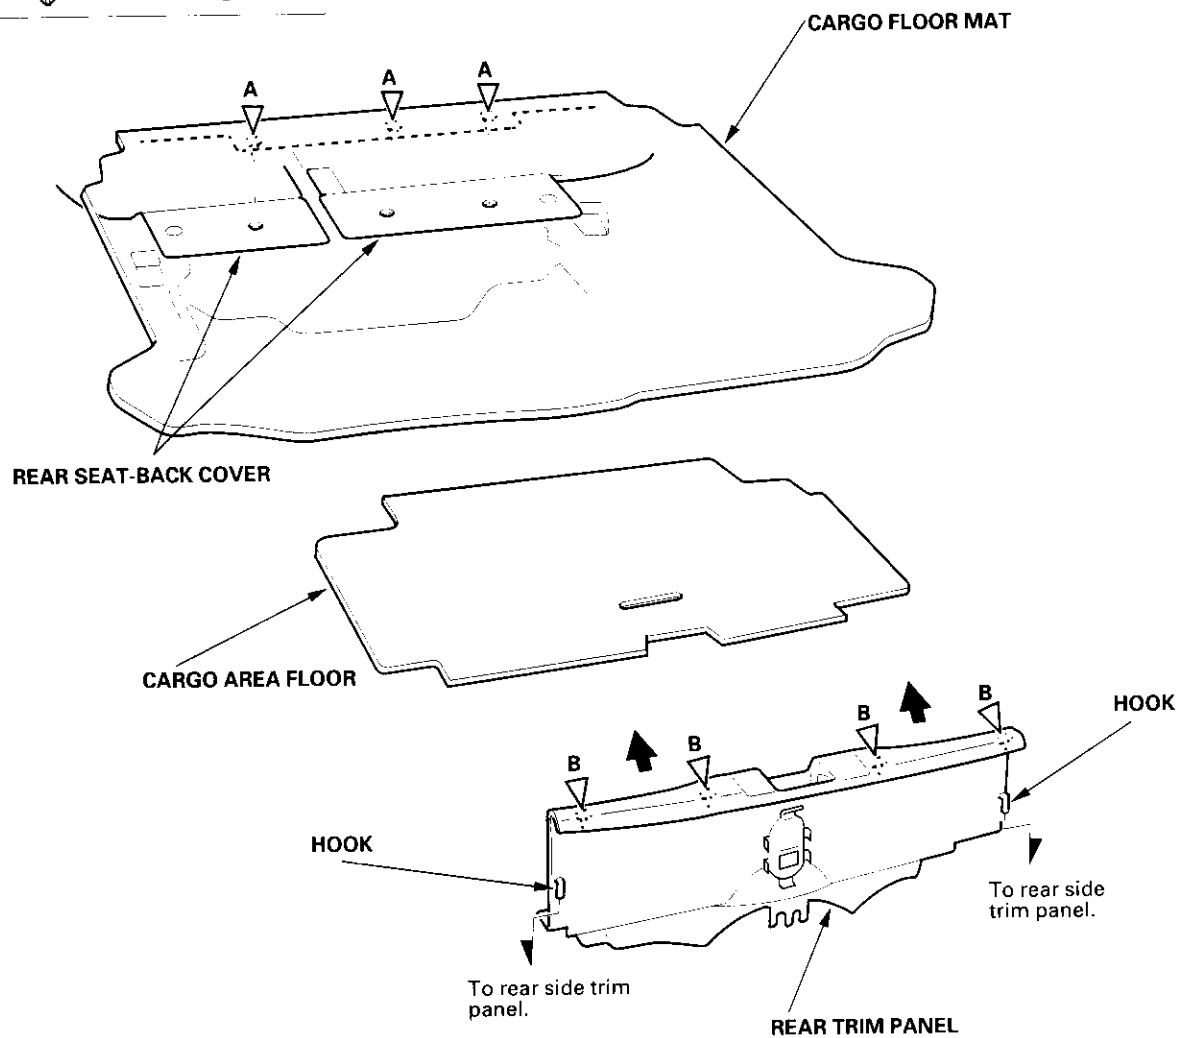 CARGO FLOOR MAT
A
A
A
REAR SEAT-BACK COVER
CARGO AREA FLOOR
B
B
B
B
HOOK
HOOK
To rear side
trim panel.
To rear side trim
panel.
REAR TRIM PANEL